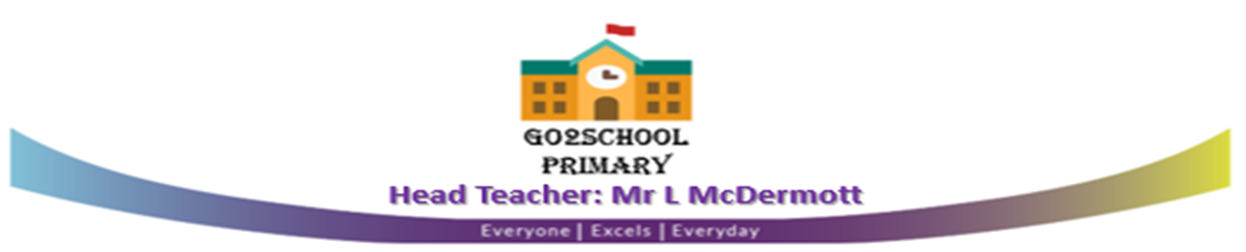 GO2SCHOOL
PRIMARY
Head Teacher: Mr L McDermott
Everyone | Excels | Everyday